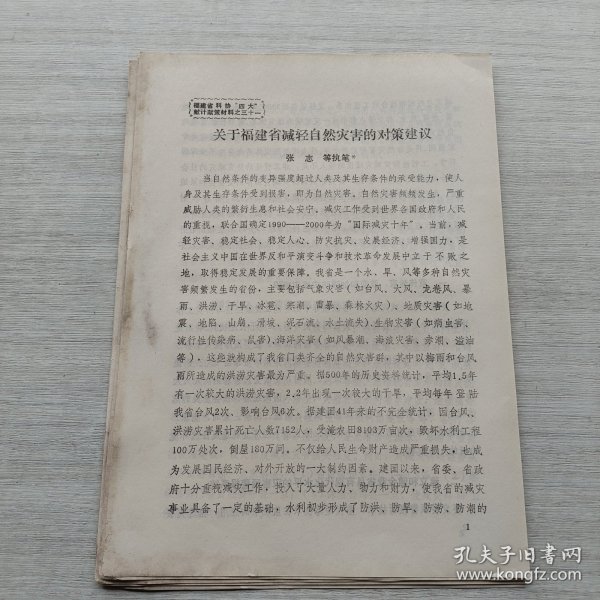 福建省科协“四大”
献计献策材料之三十一
关于福建省减轻自然灾害的对策建议
张志 等执笔*
当自然条件的变异强度超过人类及其生存条件的承受能力，使人
身及其生存条件受到损害，即为自然灾害。自然灾害频频发生，严重
威胁人类的繁衍生息和社会安宁。减灾工作受到世界各国政府和人民
的重视，联合国确定1990——2000年为“国际减灾十年”。当前，减
轻灾害、稳定社会、稳定人心、防灾抗灾、发展经济、增强国力，是
社会主义中国在世界反和平演变斗争和技术革命发展中立于不败之
地，取得稳定发展的重要保障。我省是一个水、旱、风等多种自然灾
害频繁发生的省份，主要包括气象灾害（如台风、大风、龙卷风、暴
雨、洪涝、干旱、冰雹、寒潮、雷暴、森林火灾）、地质灾害（如地
震、地陷、山崩、滑坡、泥石流、水土流失）、生物灾害（如病虫害、
流行性传染病、鼠害）、海洋灾害（如风暴潮、海浪灾害、赤潮、溢油
等），这些就构成了我省门类齐全的自然灾害群，其中以梅雨和台风
雨所造成的洪涝灾害最为严重。据500年的历史资料统计，平均1.5年
有一次较大的洪涝灾害，2.2年出现一次较大的干旱，平均每年登陆
我省台风2次、影响台风6次。据建国41年来的不完全统计，因台风、
洪涝灾害累计死亡人数7152人，受淹农田8103万亩次，毁坏水利工程
100万处次，倒屋180万间。不仅给人民生命财产造成严重损失，也成
为发展国民经济、对外开放的一大制约因素。建国以来，省委、省政
府十分重视减灾工作，投入了大量人力、物力和财力，使我省的减灾
事业具备了一定的基础，水利初步形成了防洪、防旱、防涝、防潮的
1
孔夫子旧书网
www.kongfz.com